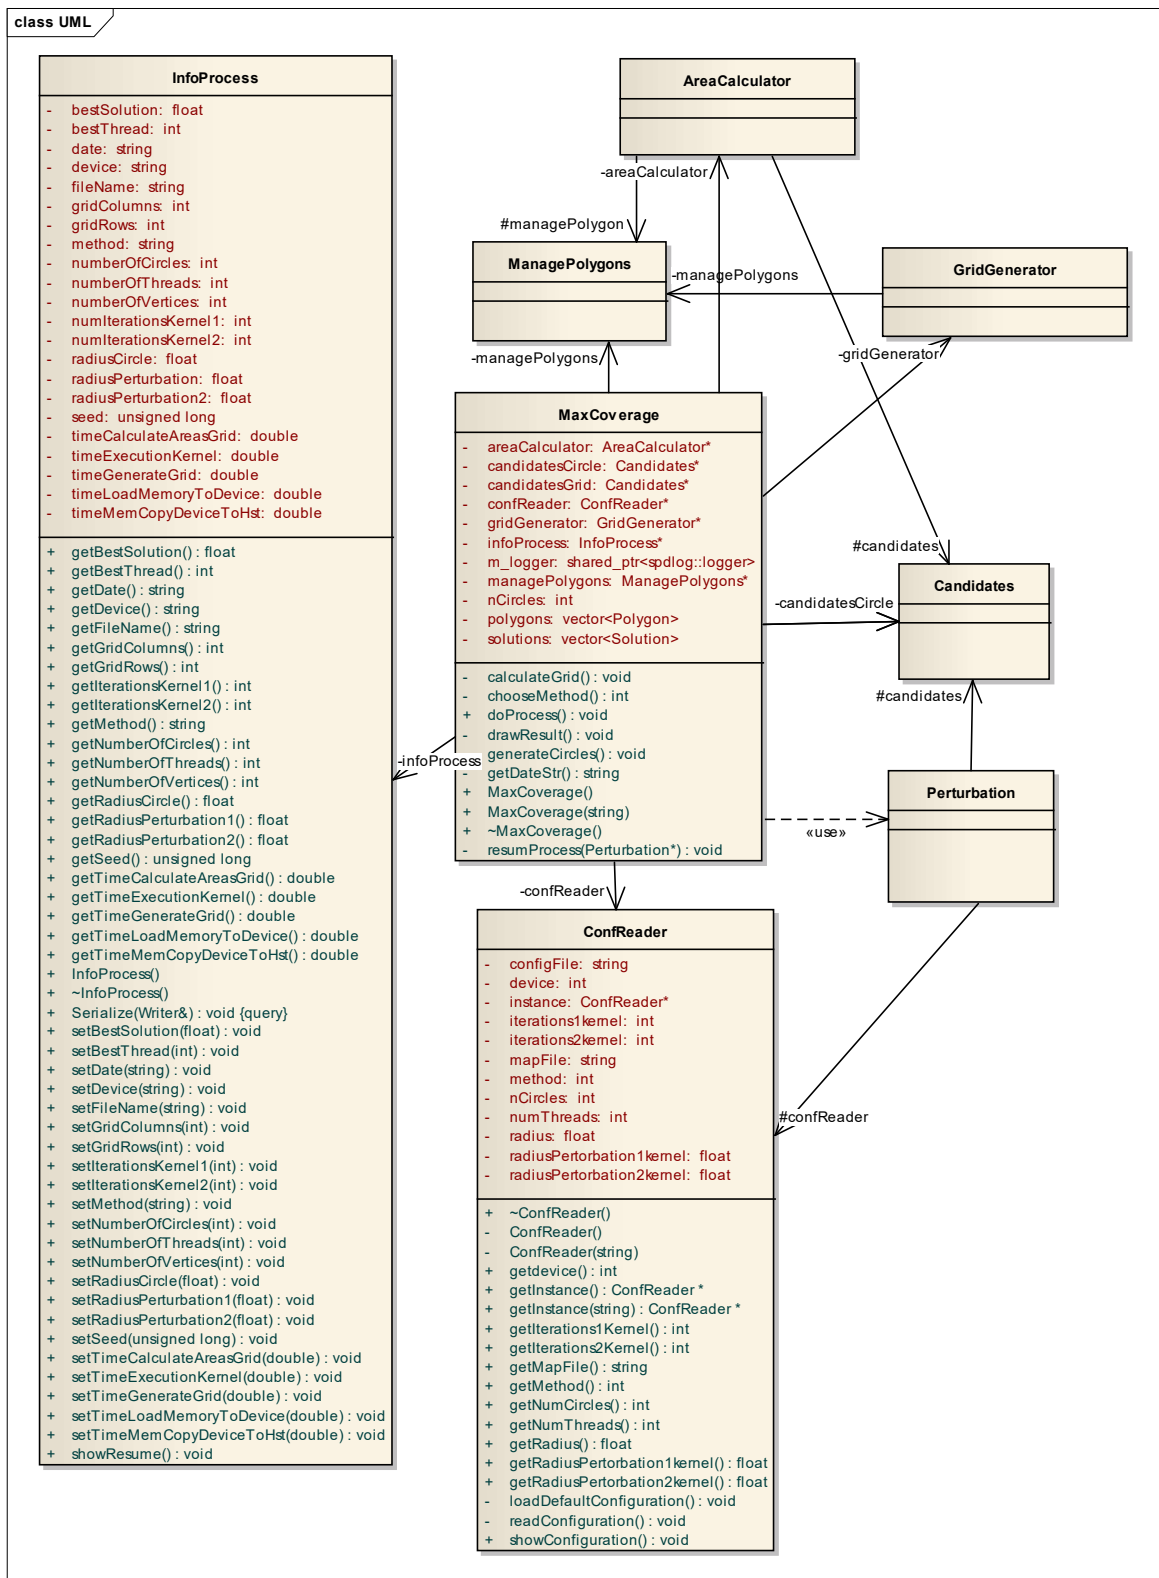 class UML
InfoProcess
- bestSolution: float
- bestThread: int
- date: string
- device: string
- fileName: string
- gridColumns: int
- gridRows: int
- method: string
- numberOfCircles: int
- numberOfThreads: int
- numberOfVertices: int
- numIterationsKernel1: int
- numIterationsKernel2: int
- radiusCircle: float
- radiusPerturbation: float
- radiusPerturbation2: float
- seed: unsigned long
- timeCalculateAreasGrid: double
- timeExecutionKernel: double
- timeGenerateGrid: double
- timeLoadMemoryToDevice: double
- timeMemCopyDeviceToHst: double
+ getBestSolution() : float
+ getBestThread() : int
+ getDate() : string
+ getDevice() : string
+ getFileName() : string
+ getGridColumns() : int
+ getGridRows() : int
+ getIterationsKernel1() : int
+ getIterationsKernel2() : int
+ getMethod() : string
+ getNumberOfCircles() : int
+ getNumberOfThreads() : int
+ getNumberOfVertices() : int
+ getRadiusCircle() : float
+ getRadiusPerturbation1() : float
+ getRadiusPerturbation2() : float
+ getSeed() : unsigned long
+ getTimeCalculateAreasGrid() : double
+ getTimeExecutionKernel() : double
+ getTimeGenerateGrid() : double
+ getTimeLoadMemoryToDevice() : double
+ getTimeMemCopyDeviceToHst() : double
+ InfoProcess()
+ ~InfoProcess()
+ Serialize(Writer&) : void {query}
+ setBestSolution(float) : void
+ setBestThread(int) : void
+ setDate(string) : void
+ setDevice(string) : void
+ setFileName(string) : void
+ setGridColumns(int) : void
+ setGridRows(int) : void
+ setIterationsKernel1(int) : void
+ setIterationsKernel2(int) : void
+ setMethod(string) : void
+ setNumberOfCircles(int) : void
+ setNumberOfThreads(int) : void
+ setNumberOfVertices(int) : void
+ setRadiusCircle(float) : void
+ setRadiusPerturbation1(float) : void
+ setRadiusPerturbation2(float) : void
+ setSeed(unsigned long) : void
+ setTimeCalculateAreasGrid(double) : void
+ setTimeExecutionKernel(double) : void
+ setTimeGenerateGrid(double) : void
+ setTimeLoadMemoryToDevice(double) : void
+ setTimeMemCopyDeviceToHst(double) : void
+ showResume() : void
AreaCalculator
-areaCalculator
#managePolygon
ManagePolygons
-managePolygons
GridGenerator
-managePolygons
-gridGenerator
MaxCoverage
- areaCalculator: AreaCalculator*
- candidatesCircle: Candidates*
- candidatesGrid: Candidates*
- confReader: ConfReader*
- gridGenerator: GridGenerator*
- infoProcess: InfoProcess*
- m_logger: shared_ptr<spdlog::logger>
- managePolygons: ManagePolygons*
- nCircles: int
- polygons: vector<Polygon>
- solutions: vector<Solution>
- calculateGrid() : void
- chooseMethod() : int
+ doProcess() : void
- drawResult() : void
generateCircles() : void
- getDateStr() : string
+ MaxCoverage()
+ MaxCoverage(string)
+ ~MaxCoverage()
- resumProcess(Perturbation*) : void
-infoProcess
#candidates
Candidates
-candidatesCircle
#candidates
Perturbation
«use»
-confReader
#confReader
ConfReader
- configFile: string
- device: int
- instance: ConfReader*
- iterations1kernel: int
- iterations2kernel: int
- mapFile: string
- method: int
- nCircles: int
- numThreads: int
- radius: float
- radiusPertorbation1kernel: float
- radiusPertorbation2kernel: float
+ ~ConfReader()
- ConfReader()
- ConfReader(string)
+ getdevice() : int
+ getInstance() : ConfReader *
+ getInstance(string) : ConfReader *
+ getIterations1Kernel() : int
+ getIterations2Kernel() : int
+ getMapFile() : string
+ getMethod() : int
+ getNumCircles() : int
+ getNumThreads() : int
+ getRadius() : float
+ getRadiusPertorbation1kernel() : float
+ getRadiusPertorbation2kernel() : float
- loadDefaultConfiguration() : void
- readConfiguration() : void
+ showConfiguration() : void